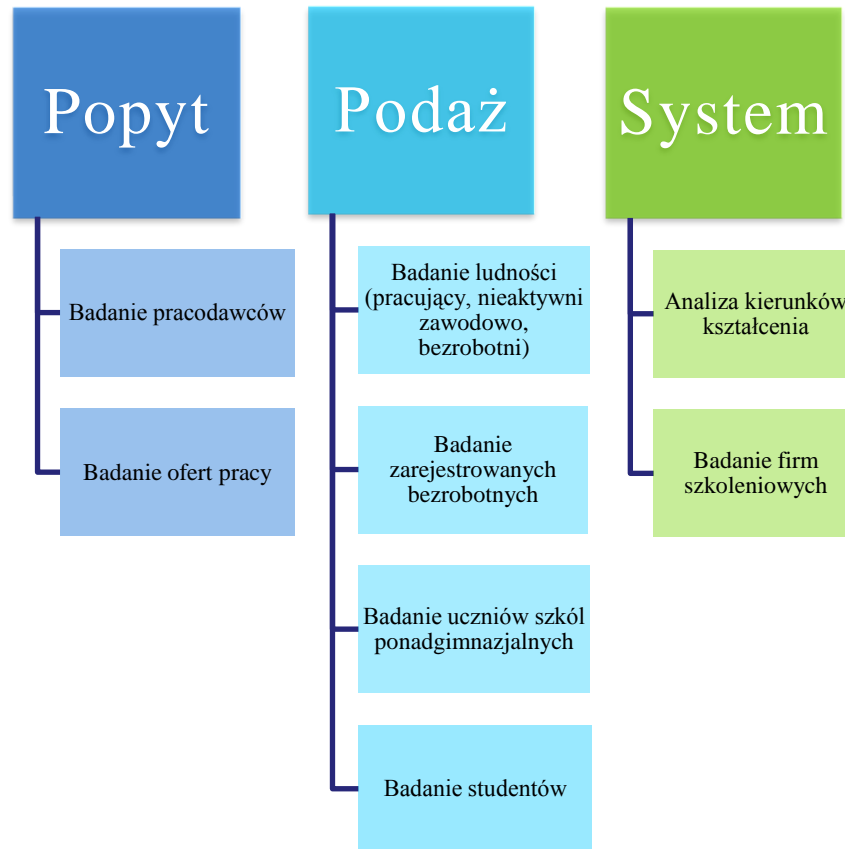 Popyt
Badanie pracodawców
Badanie ofert pracy
Podaż
Badanie ludności
(pracujący, nieaktywni
zawodowo,
bezrobotni)
Badanie
zarejestrowanych
bezrobotnych
Badanie uczniów szkól
ponadgimnazjalnych
Badanie studentów
System
Analiza kierunków
kształcenia
Badanie firm
szkoleniowych